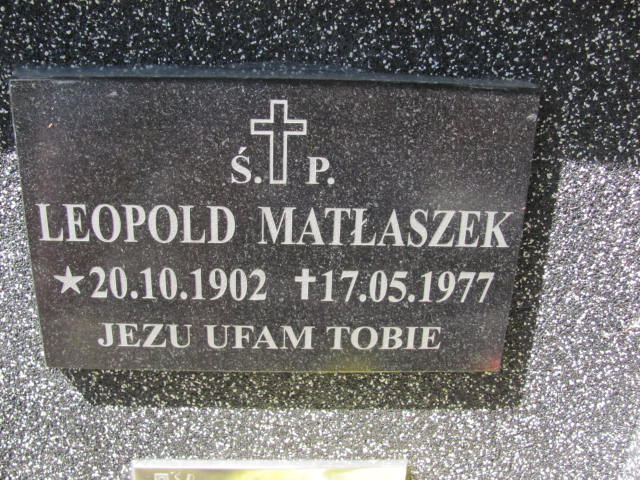 Ś. P.
LEOPOLD MATŁASZEK
★20.10.1902 ✝17.05.1977
JEZU UFAM TOBIE